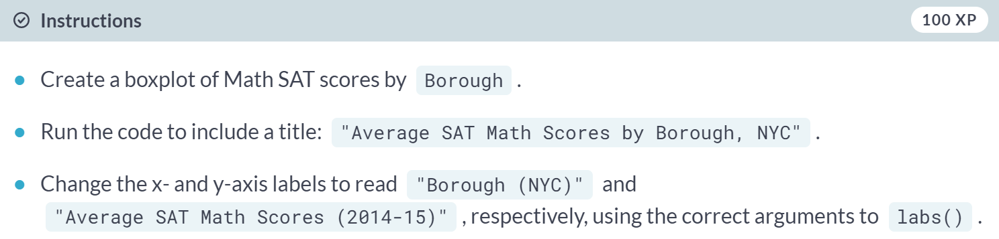 Instructions 100 XP
Create a boxplot of Math SAT scores by Borough .
Run the code to include a title: "Average SAT Math Scores by Borough, NYC" .
Change the x- and y-axis labels to read "Borough (NYC)" and
"Average SAT Math Scores (2014-15)" , respectively, using the correct arguments to labs() .